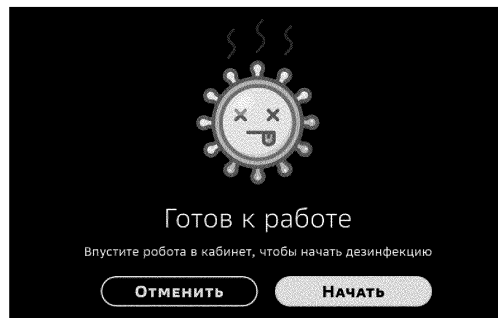 Готов к работе
Впустите робота в кабинет, чтобы начать дезинфекцию
Отменить Начать